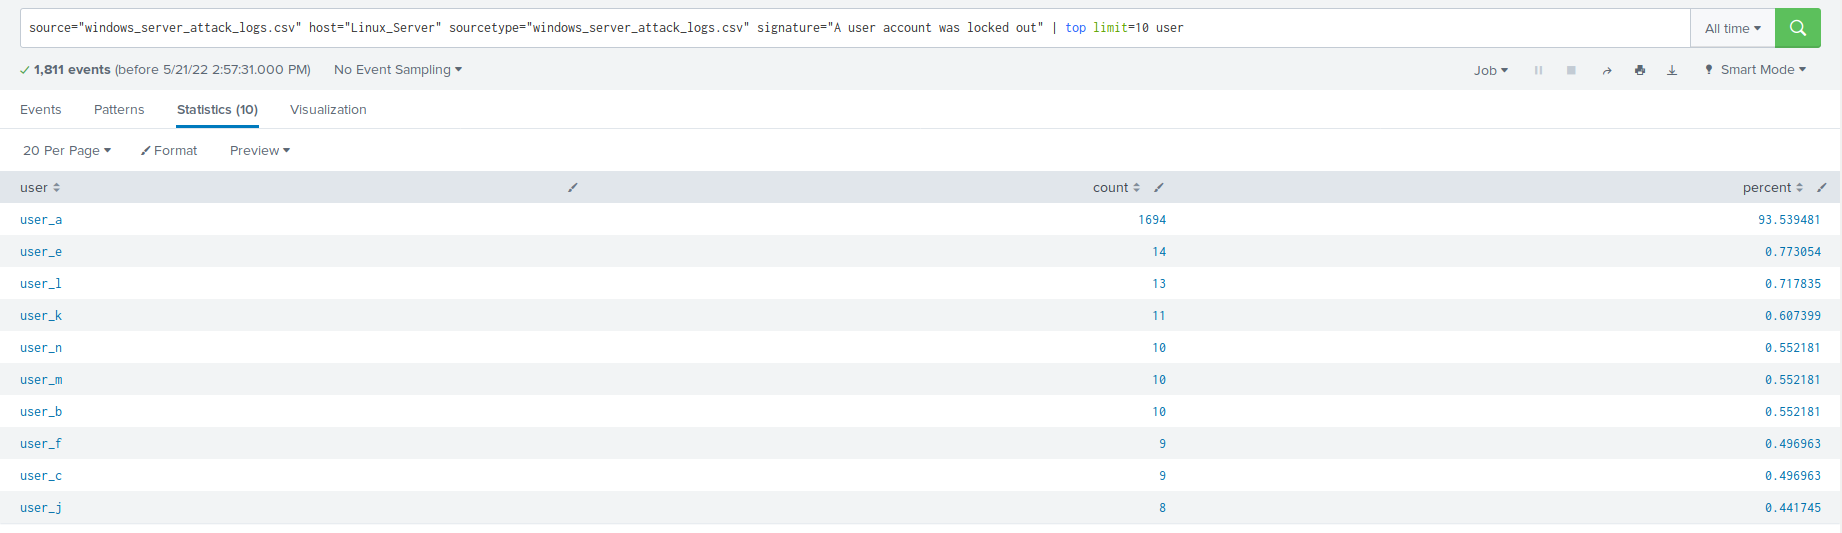 source="windows_server_attack_logs.csv" host="Linux_Server" sourcetype="windows_server_attack_logs.csv" signature="A user account was locked out" | top limit=10 user All time
1,811 events (before 5/21/22 2:57:31.000 PM) No Event Sampling Job Smart Mode
Events Patterns Statistics (10) Visualization
20 Per Page Format Preview
user count percent
user_a 1694 93.539481
user_e 14 0.773054
user_l 13 0.717835
user_k 11 0.607399
user_n 10 0.552181
user_m 10 0.552181
user_b 10 0.552181
user_f 9 0.496963
user_c 9 0.496963
user_j 8 0.441745